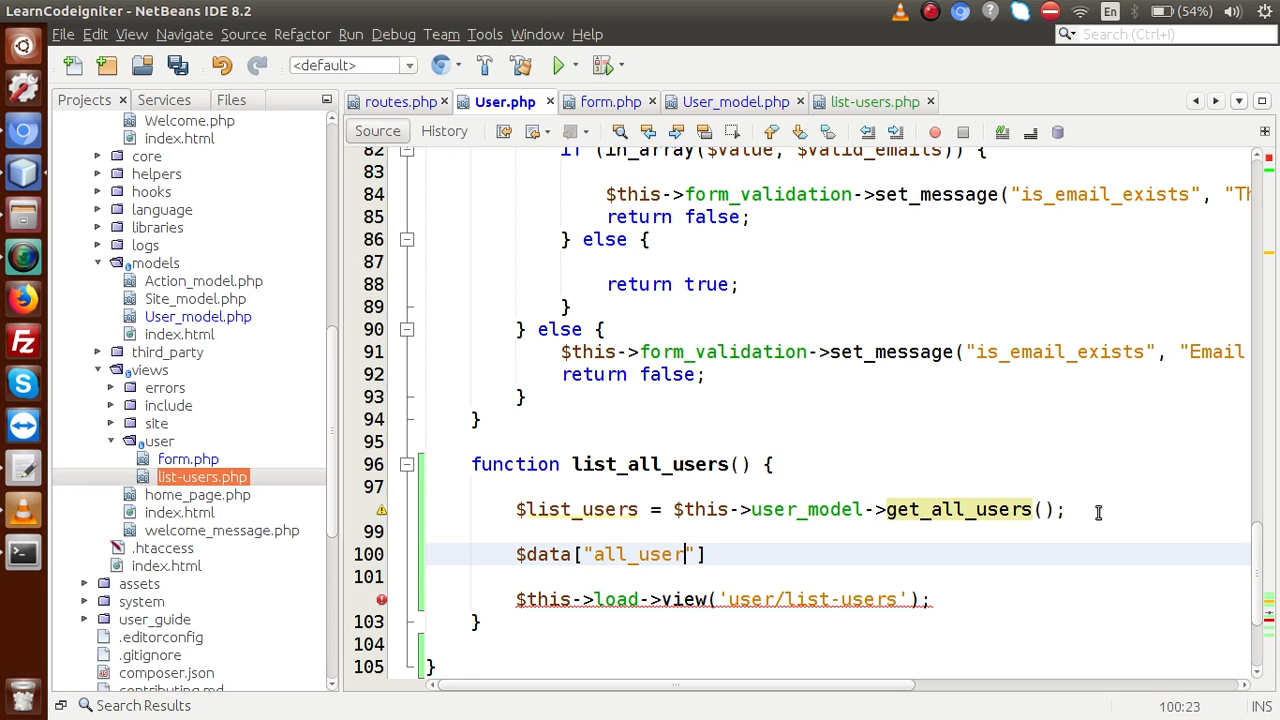 LearnCodeigniter - NetBeans IDE 8.2
En
(54%)
File Edit View Navigate Source Refactor Run Debug Team Tools Window Help
Search (Ctrl+I)
<default>
Projects Services Files
routes.php User.php form.php User_model.php list-users.php
Source History
Welcome.php
index.html
core
helpers
hooks
language
libraries
logs
models
Action_model.php
Site_model.php
User_model.php
index.html
third_party
views
errors
include
site
user
form.php
list-users.php
home_page.php
index.html
welcome_message.php
.htaccess
index.html
assets
system
user_guide
.editorconfig
.gitignore
composer.json
contributing.md
82 if (in_array($value, $valid_emails)) {
83
84 $this->form_validation->set_message("is_email_exists", "Th
85 return false;
86 } else {
87
88 return true;
89 }
90 } else {
91 $this->form_validation->set_message("is_email_exists", "Email
92 return false;
93 }
94 }
95
96 function list_all_users() {
97
$list_users = $this->user_model->get_all_users();
99
100 $data["all_user"]
101
$this->load->view('user/list-users');
103 }
104
105 }
Search Results
100:23 INS